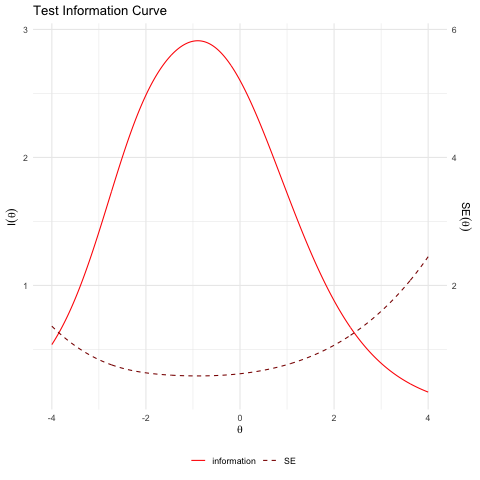 Test Information Curve
3
2
1
I(θ)
6
4
2
SE(θ)
-4 -2 0 2 4
θ
information SE